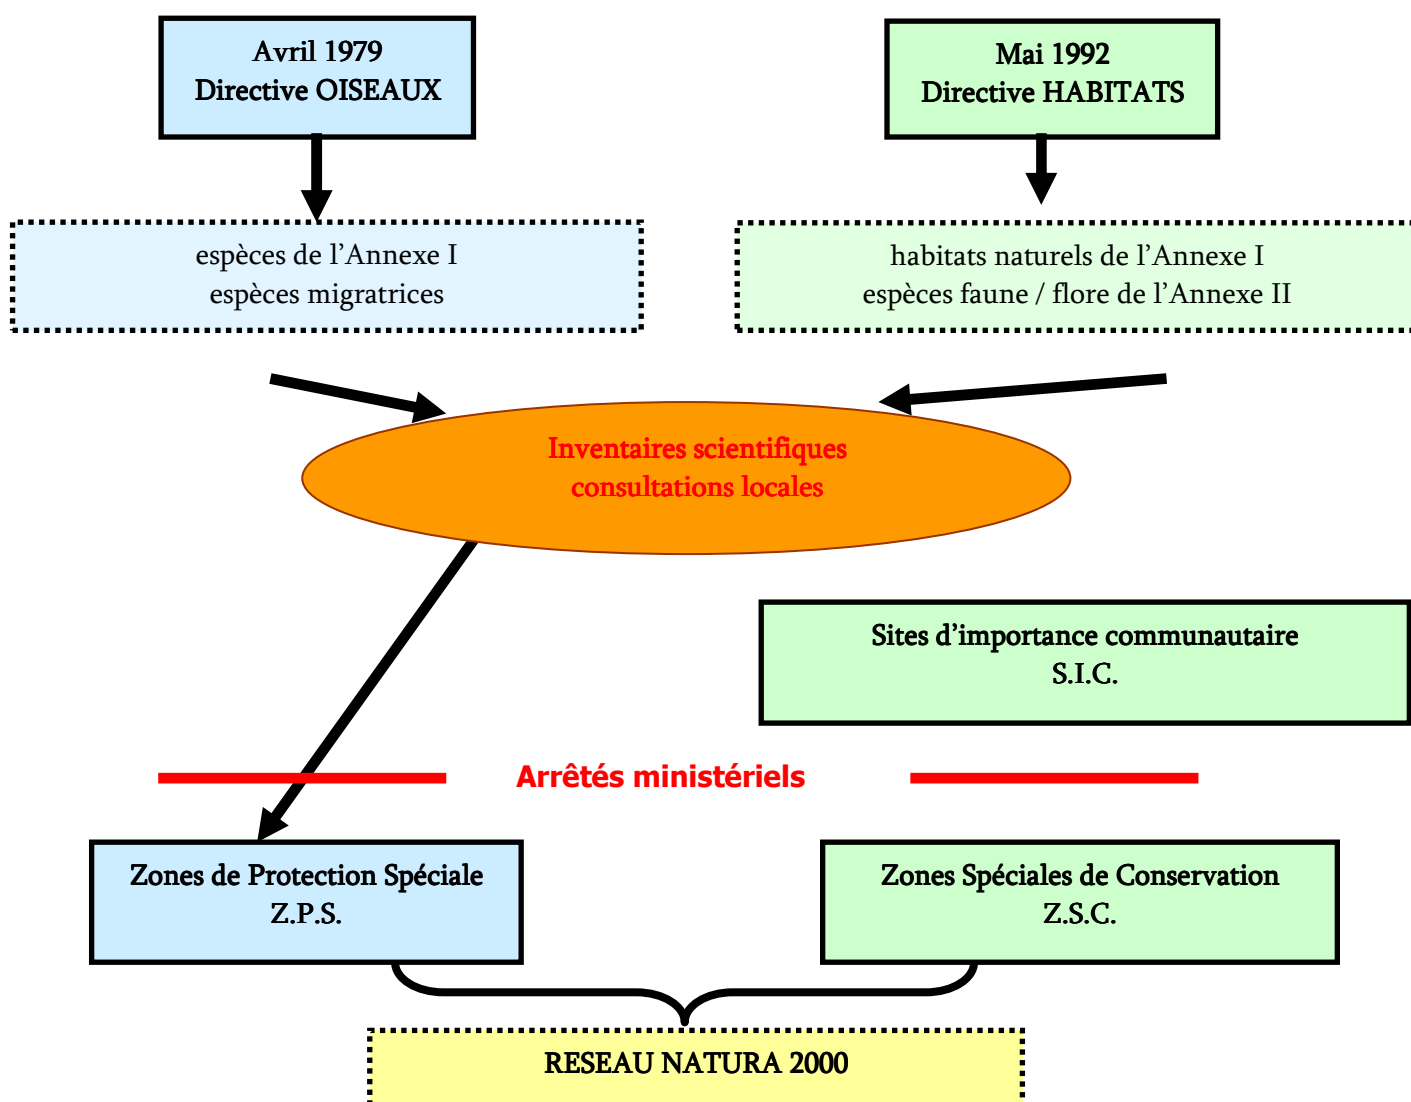 Avril 1979
Directive OISEAUX
Mai 1992
Directive HABITATS
espèces de l’Annexe I
espèces migratrices
habitats naturels de l’Annexe I
espèces faune / flore de l’Annexe II
Inventaires scientifiques
consultations locales
Sites d’importance communautaire
S.I.C.
Arrêtés ministériels
Zones de Protection Spéciale
Z.P.S.
Zones Spéciales de Conservation
Z.S.C.
RESEAU NATURA 2000